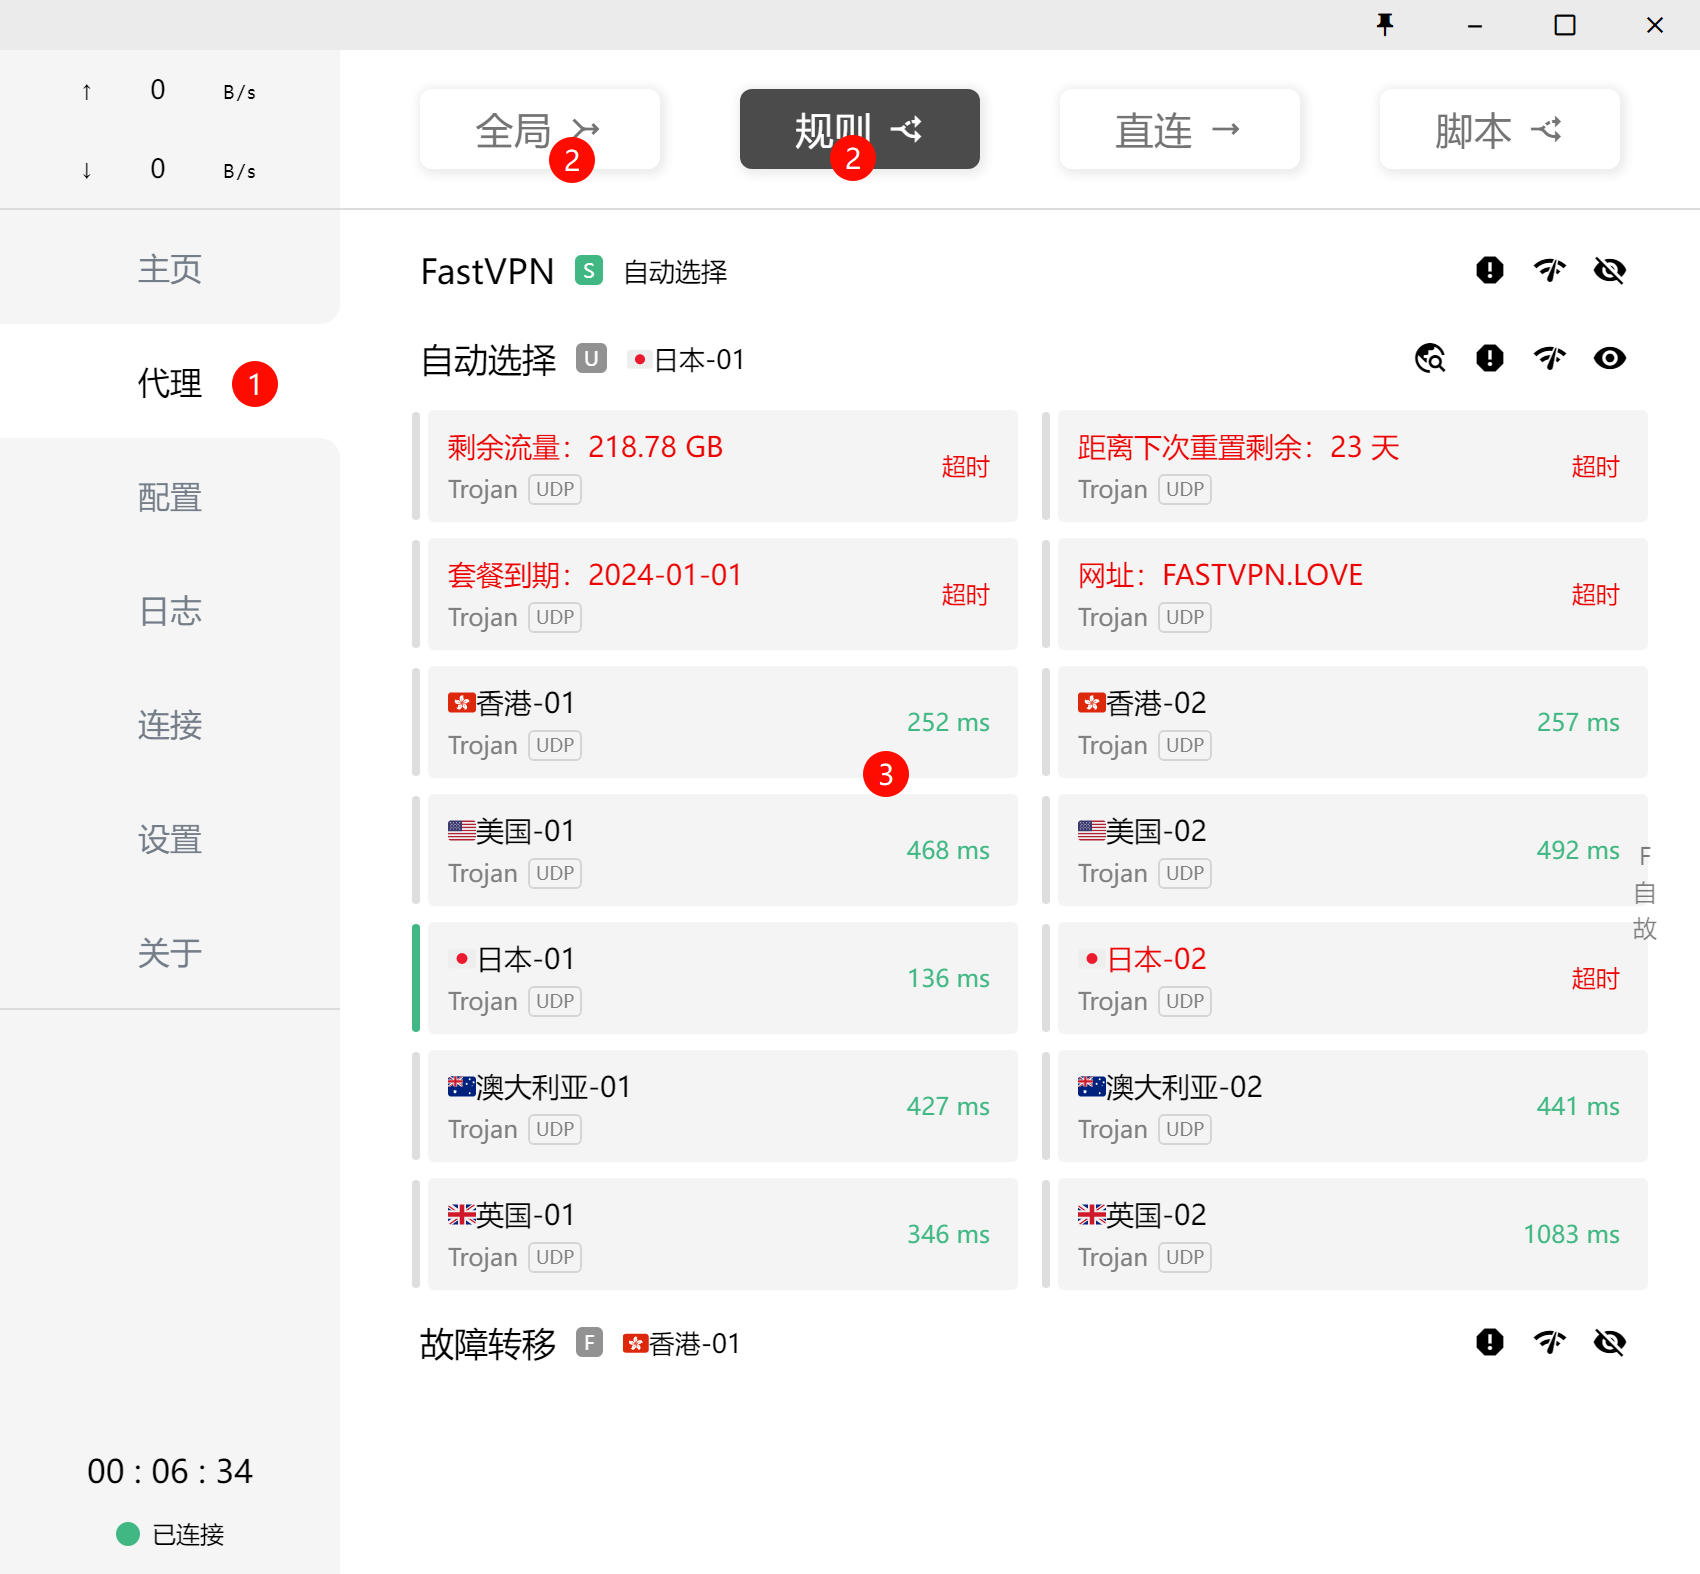 ↑ 0 B/s
↓ 0 B/s
主页
代理 1
配置
日志
连接
设置
关于
00 : 06 : 34
已连接
全局 2
规则 2
直连
脚本
FastVPN S 自动选择
自动选择 U 日本-01
剩余流量：218.78 GB
Trojan UDP
超时
距离下次重置剩余：23 天
Trojan UDP
超时
套餐到期：2024-01-01
Trojan UDP
超时
网址：FASTVPN.LOVE
Trojan UDP
超时
香港-01
Trojan UDP
252 ms
香港-02
Trojan UDP
257 ms
3
美国-01
Trojan UDP
468 ms
美国-02
Trojan UDP
492 ms
日本-01
Trojan UDP
136 ms
日本-02
Trojan UDP
超时
澳大利亚-01
Trojan UDP
427 ms
澳大利亚-02
Trojan UDP
441 ms
英国-01
Trojan UDP
346 ms
英国-02
Trojan UDP
1083 ms
故障转移 F 香港-01
F
自
故